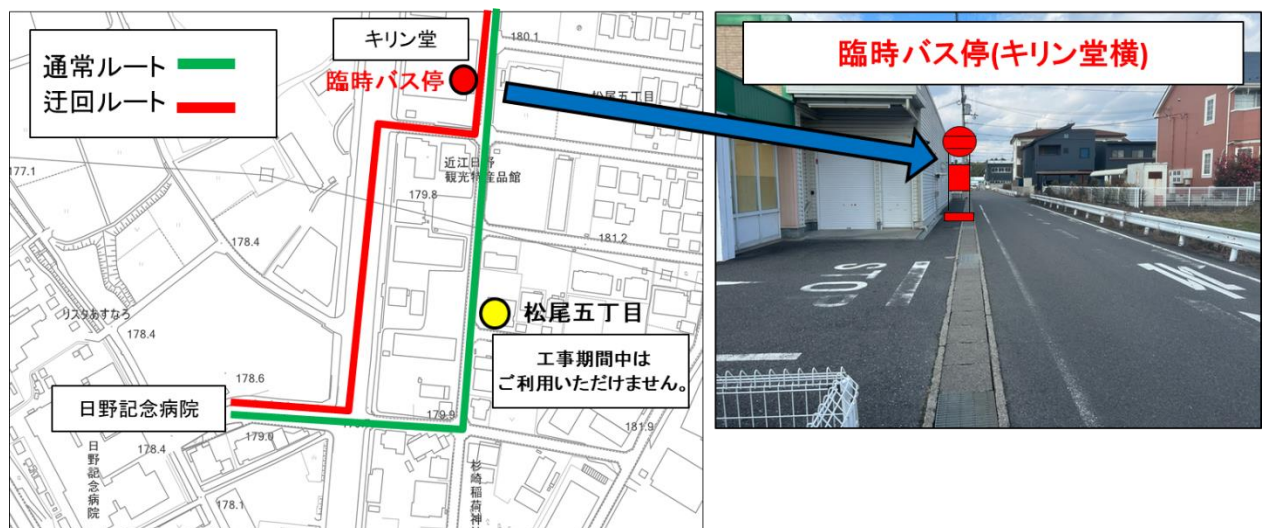 通常ルート
迂回ルート
キリン堂
臨時バス停
180.1
松尾五丁目
近江日野
観光特産品館
177.1
179.8
178.4
181.2
リスタあすなろ
178.4
松尾五丁目
工事期間中は
ご利用いただけません。
178.6
日野記念病院
179.9
179.0
181.9
178.4
日野記念病院
杉崎稲荷神
178.1
臨時バス停(キリン堂横)
STO